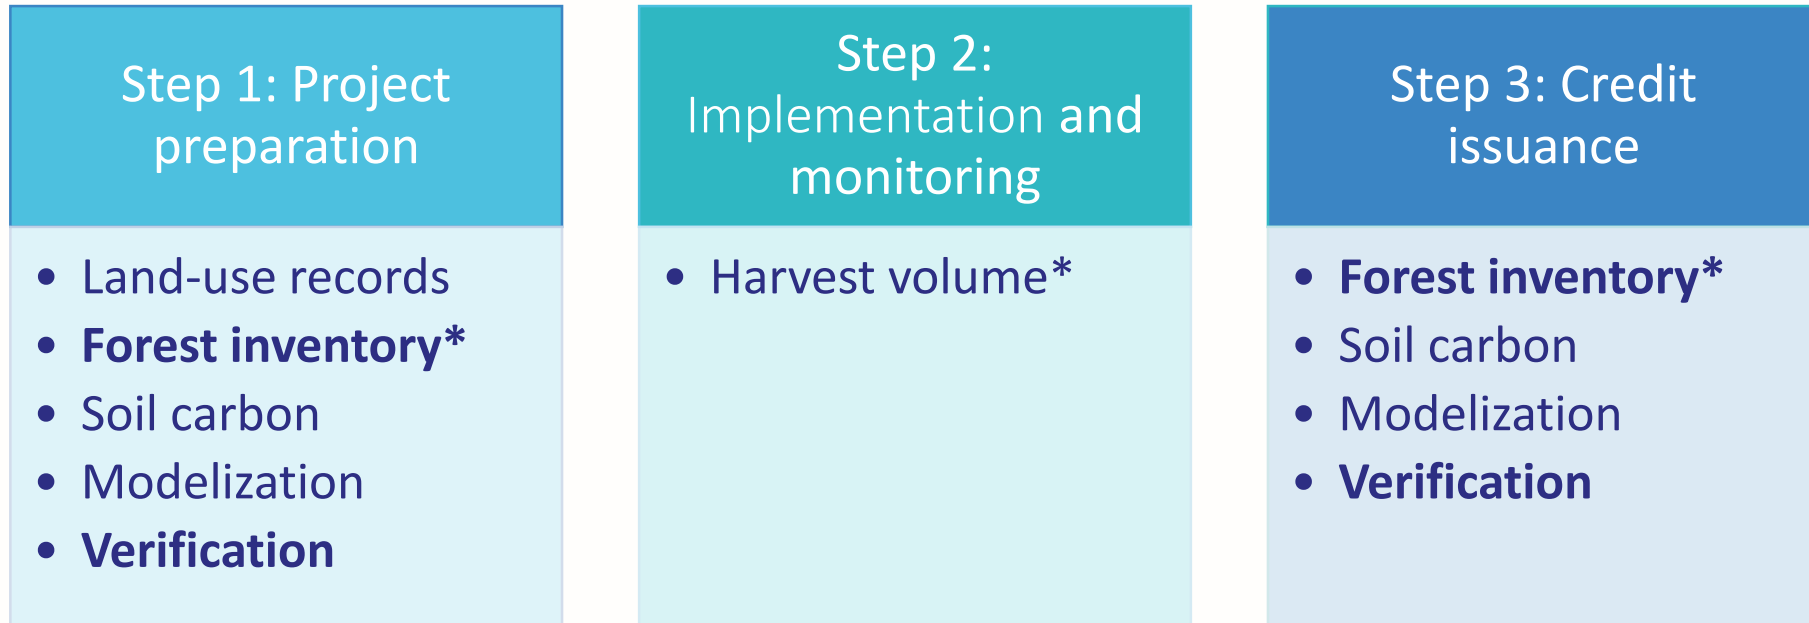 Step 1: Project
preparation
• Land-use records
• Forest inventory*
• Soil carbon
• Modelization
• Verification
Step 2:
Implementation and
monitoring
• Harvest volume*
Step 3: Credit
issuance
• Forest inventory*
• Soil carbon
• Modelization
• Verification